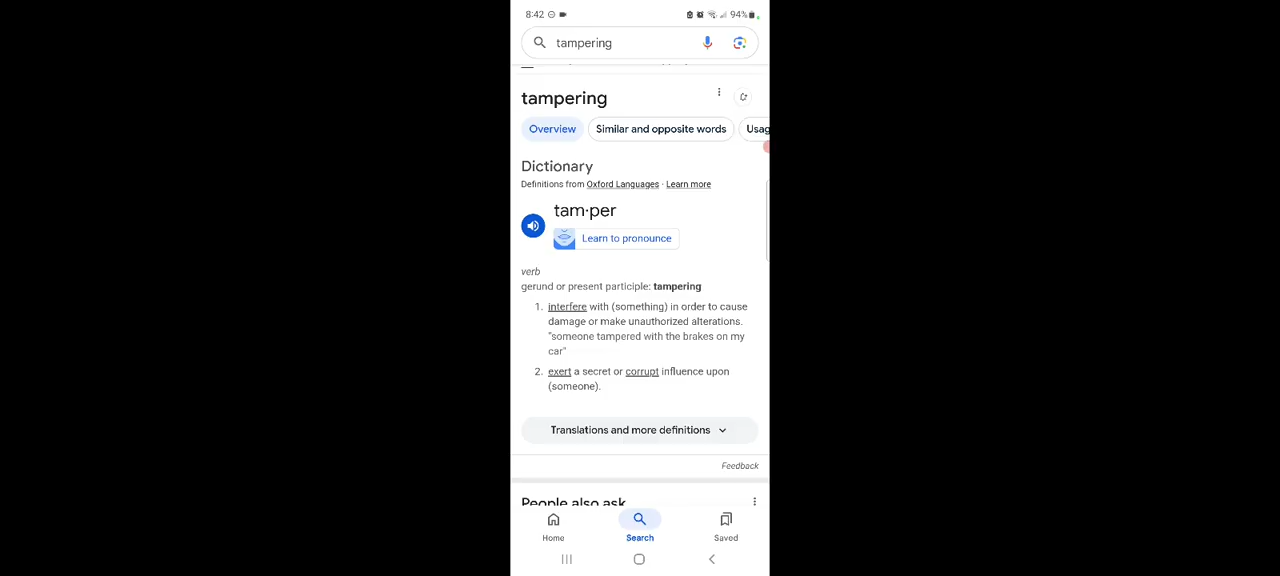 8:42 94%
tampering
tampering
Overview Similar and opposite words Usag
Dictionary
Definitions from Oxford Languages · Learn more
tam·per
Learn to pronounce
verb
gerund or present participle: tampering
1. interfere with (something) in order to cause
damage or make unauthorized alterations.
"someone tampered with the brakes on my
car"
2. exert a secret or corrupt influence upon
(someone).
Translations and more definitions
Feedback
People also ask
Home Search Saved